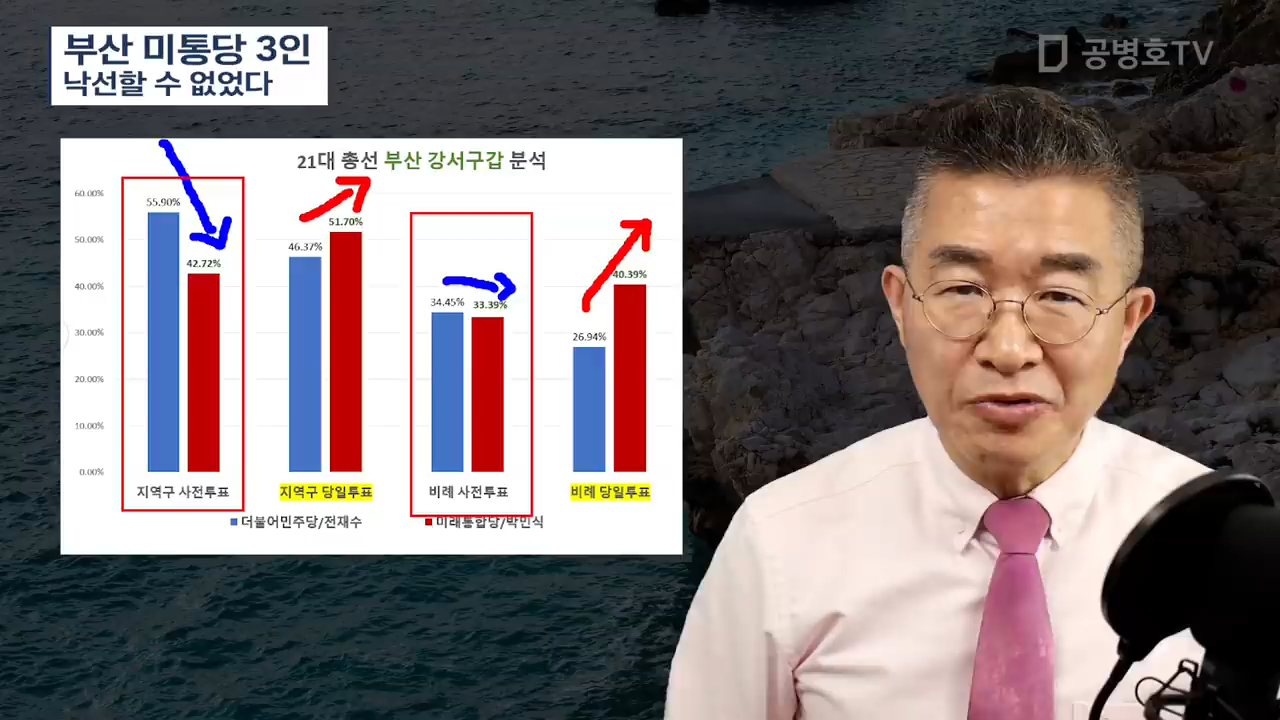 부산 미통당 3인
낙선할 수 없었다
공병호TV
21대 총선 부산 강서구갑 분석
60.00%
50.00%
40.00%
30.00%
20.00%
10.00%
0.00%
55.90%
42.72%
46.37%
51.70%
34.45%
33.39%
26.94%
40.39%
지역구 사전투표
지역구 당일투표
비례 사전투표
비례 당일투표
더불어민주당/전재수
미래통합당/박민식